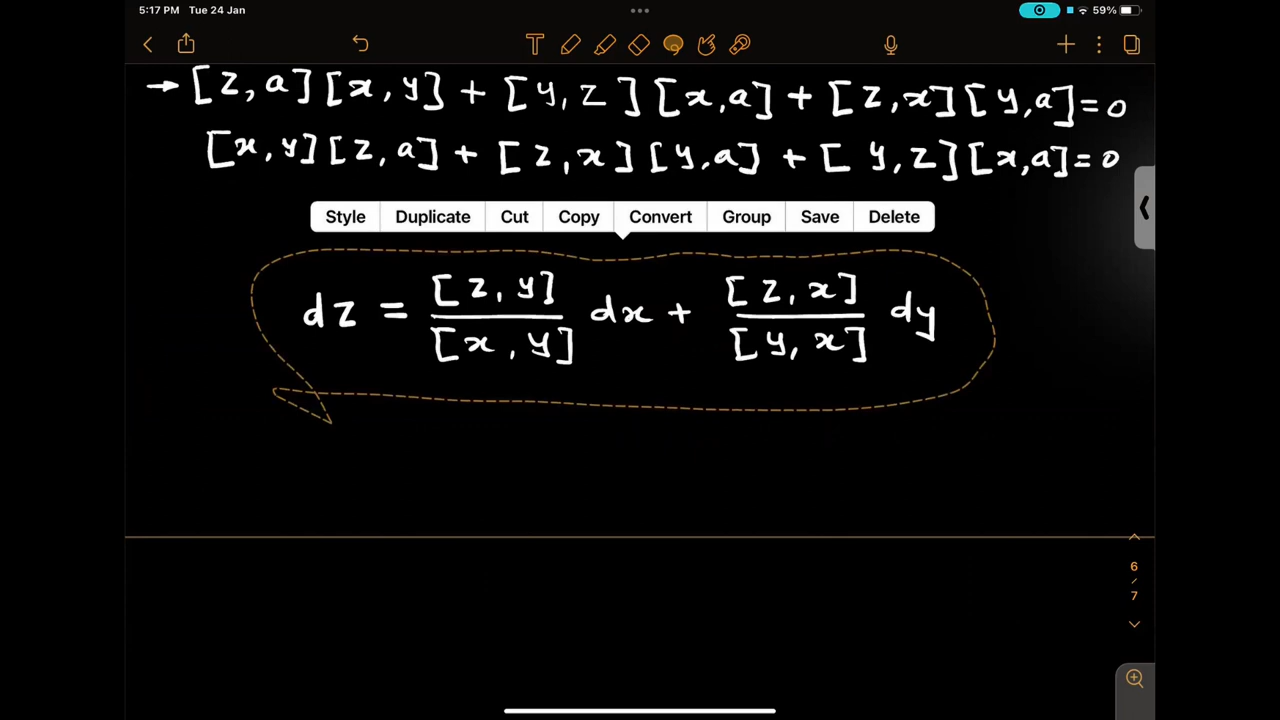 5:17 PM Tue 24 Jan
59%
→ [z, a][x, y] + [y, z][x, a] + [z, x][y, a] = 0
[x, y][z, a] + [z, x][y, a] + [y, z][x, a] = 0
Style Duplicate Cut Copy Convert Group Save Delete
dz = [z, y]/[x, y] dx + [z, x]/[y, x] dy
6
/
7